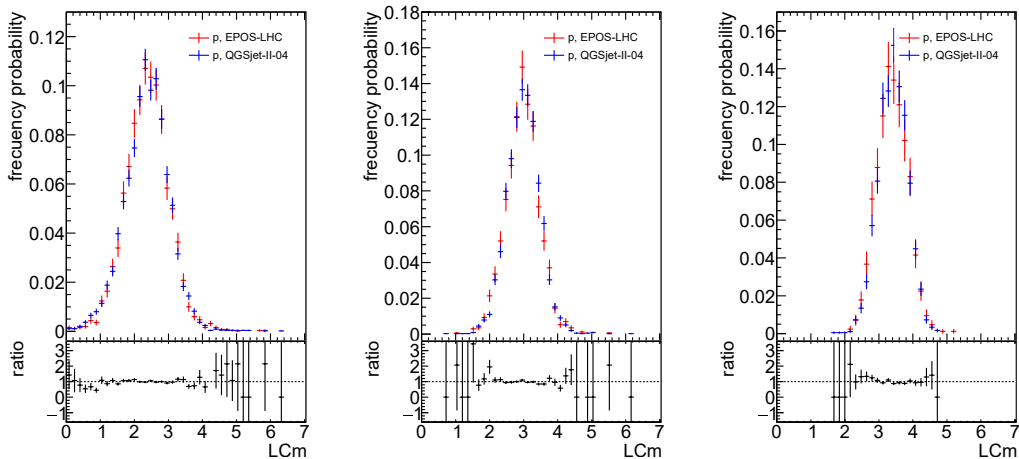 frecuency probability
0.12
0.1
0.08
0.06
0.04
0.02
0
p, EPOS-LHC
p, QGSjet-II-04
ratio
3
2
1
0
−1
0 1 2 3 4 5 6 7
LCm
frecuency probability
0.18
0.16
0.14
0.12
0.1
0.08
0.06
0.04
0.02
0
p, EPOS-LHC
p, QGSjet-II-04
ratio
3
2
1
0
−1
0 1 2 3 4 5 6 7
LCm
frecuency probability
0.16
0.14
0.12
0.1
0.08
0.06
0.04
0.02
0
p, EPOS-LHC
p, QGSjet-II-04
ratio
3
2
1
0
−1
0 1 2 3 4 5 6 7
LCm